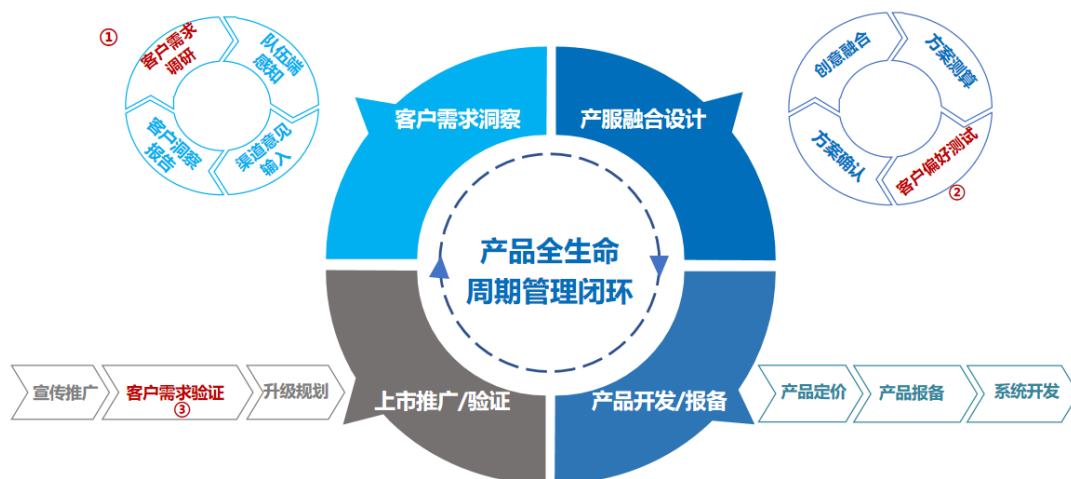 ①
客户需求
调研
队伍端
感知
客户洞察
报告
渠道意见
输入
创意融合
方案测算
方案确认
客户偏好测试
②
客户需求洞察
产服融合设计
产品全生命
周期管理闭环
上市推广/验证
产品开发/报备
宣传推广
客户需求验证
③
升级规划
产品定价
产品报备
系统开发